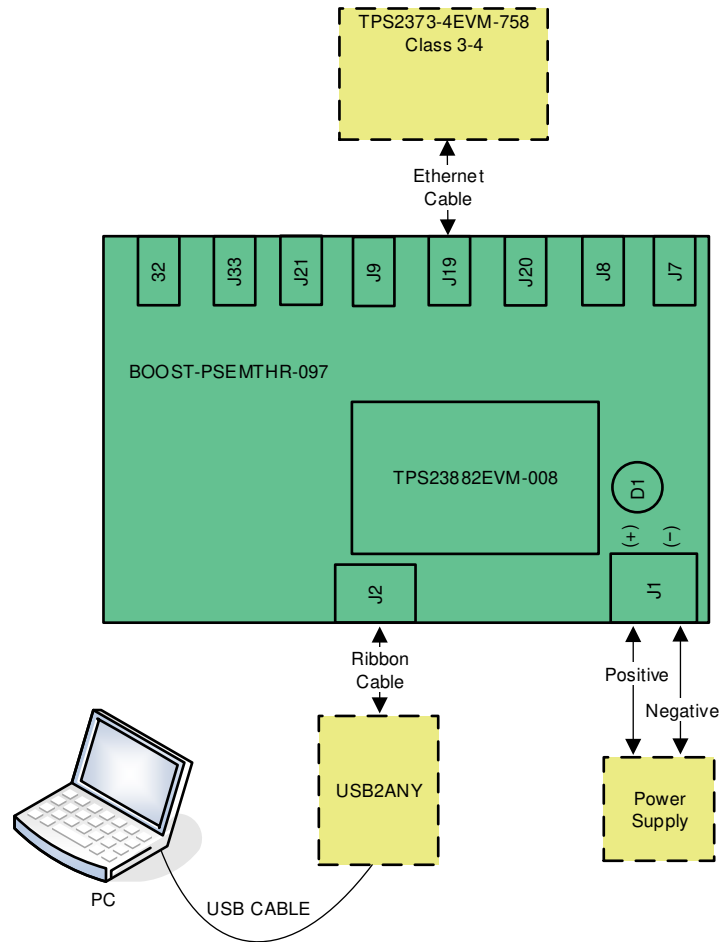 TPS2373-4EVM-758
Class 3-4
Ethernet
Cable
32
J33
J21
J9
J19
J20
J8
J7
BOOST-PSEMTHR-097
TPS23882EVM-008
D1
(+)
(−)
J2
J1
Ribbon
Cable
Positive
Negative
USB2ANY
Power
Supply
PC
USB CABLE